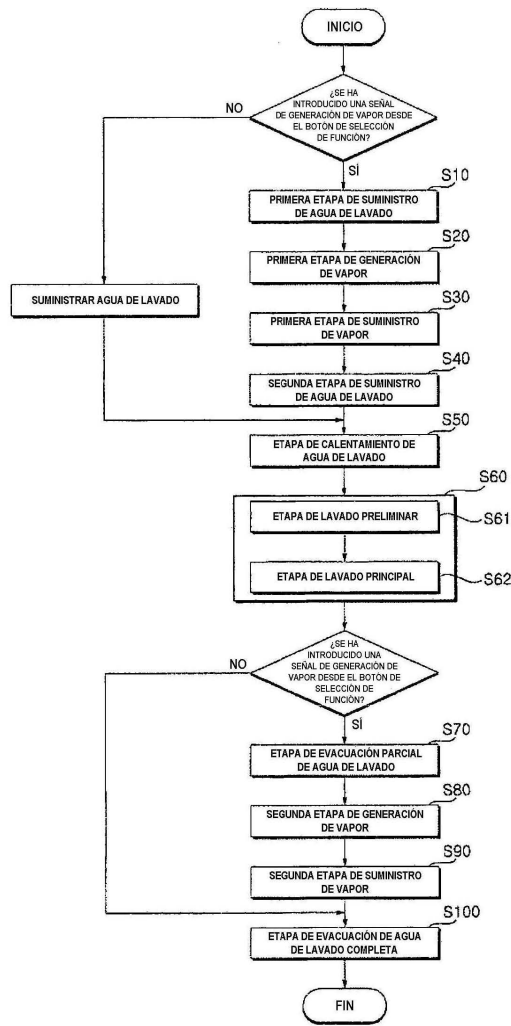 INICIO
¿SE HA
INTRODUCIDO UNA SEÑAL
DE GENERACIÓN DE VAPOR DESDE
EL BOTÓN DE SELECCIÓN
DE FUNCIÓN?
NO
SÍ
S10
PRIMERA ETAPA DE SUMINISTRO
DE AGUA DE LAVADO
S20
PRIMERA ETAPA DE GENERACIÓN
DE VAPOR
SUMINISTRAR AGUA DE LAVADO
S30
PRIMERA ETAPA DE SUMINISTRO
DE VAPOR
S40
SEGUNDA ETAPA DE SUMINISTRO
DE AGUA DE LAVADO
S50
ETAPA DE CALENTAMIENTO DE
AGUA DE LAVADO
S60
ETAPA DE LAVADO PRELIMINAR
S61
ETAPA DE LAVADO PRINCIPAL
S62
¿SE HA
INTRODUCIDO UNA
SEÑAL DE GENERACIÓN DE
VAPOR DESDE EL BOTÓN DE
SELECCIÓN DE
FUNCIÓN?
NO
SÍ
S70
ETAPA DE EVACUACIÓN PARCIAL
DE AGUA DE LAVADO
S80
SEGUNDA ETAPA DE GENERACIÓN
DE VAPOR
S90
SEGUNDA ETAPA DE SUMINISTRO
DE VAPOR
S100
ETAPA DE EVACUACIÓN DE AGUA
DE LAVADO COMPLETA
FIN